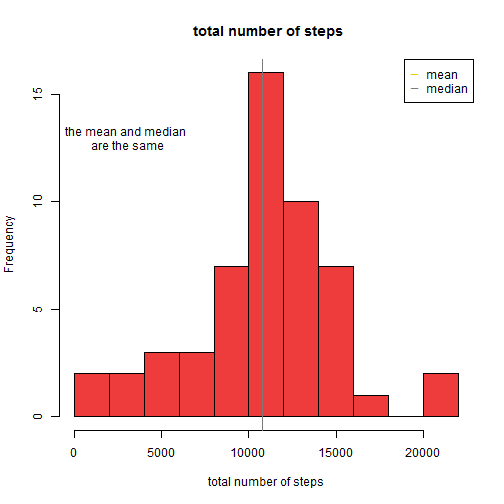 total number of steps
mean
median
the mean and median
are the same
Frequency
0
5
10
15
0
5000
10000
15000
20000
total number of steps